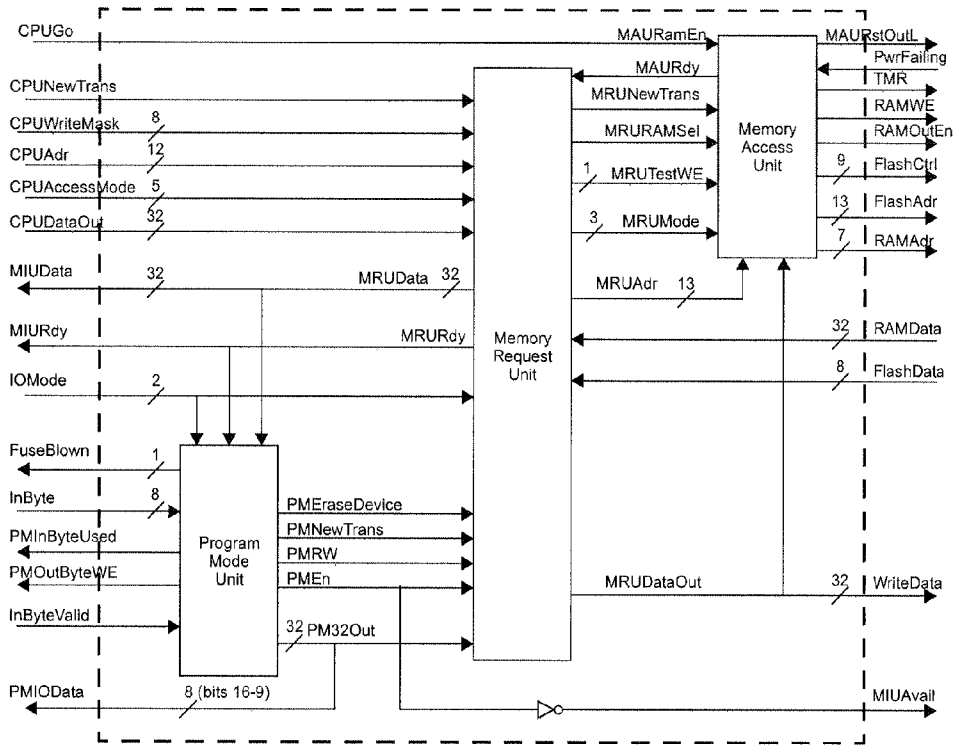 CPUGo
MAURamEn
MAURstOutL
PwrFailing
MAURdy
TMR
CPUNewTrans
MRUNewTrans
RAMWE
CPUWriteMask
8
MRURAMSel
Memory
Access
Unit
RAMOutEn
CPUAdr
12
1
MRUTestWE
9
FlashCtrl
CPUAccessMode
5
3
MRUMode
13
FlashAdr
CPUDataOut
32
7
RAMAdr
MIUData
32
MRUData
32
MRUAdr
13
MIURdy
MRURdy
Memory
Request
Unit
32
RAMData
IOMode
2
8
FlashData
FuseBlown
1
InByte
8
PMEraseDevice
PMInByteUsed
Program
Mode
Unit
PMNewTrans
PMRW
PMOutByteWE
PMEn
MRUDataOut
32
WriteData
InByteValid
32
PM32Out
PMIOData
8 (bits 16-9)
MIUAvail